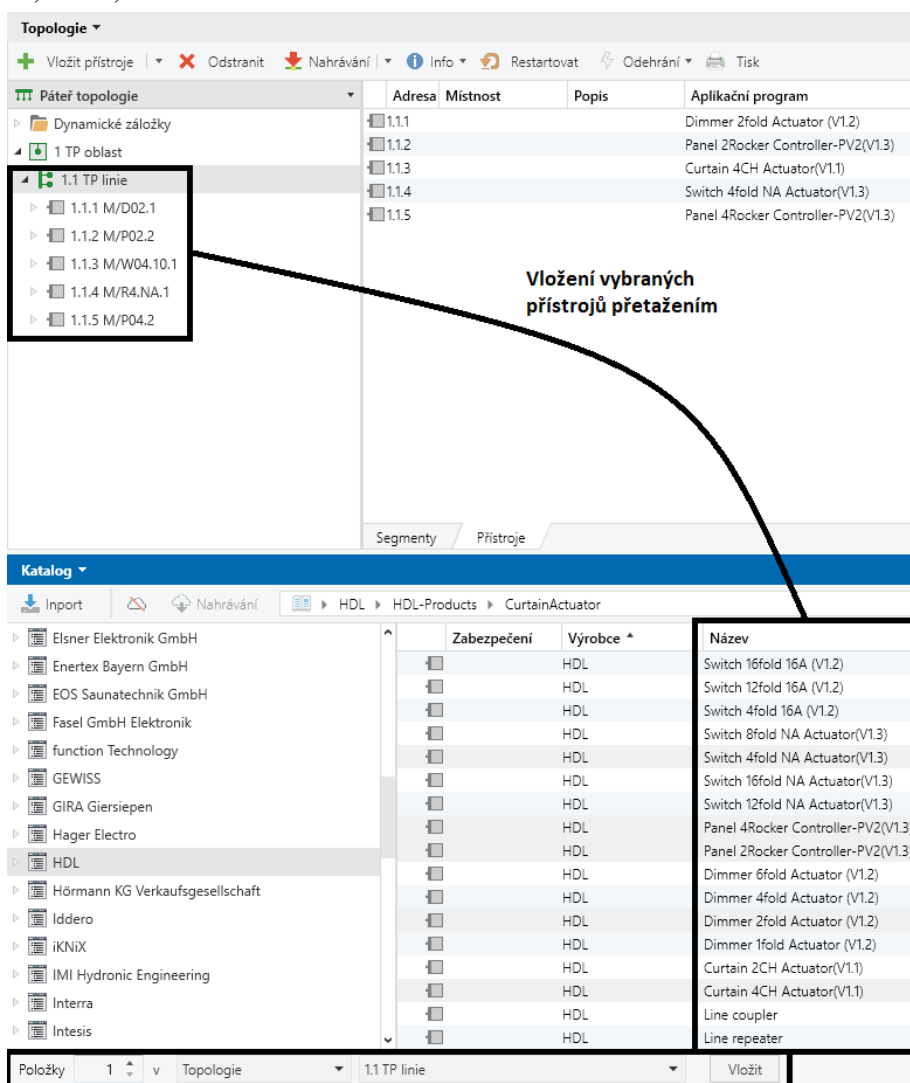 Topologie
Vložit přístroje Odstranit Nahrávání Info Restartovat Odehrání Tisk
Páteř topologie
Dynamické záložky
1 TP oblast
1.1 TP linie
1.1.1 M/D02.1
1.1.2 M/P02.2
1.1.3 M/W04.10.1
1.1.4 M/R4.NA.1
1.1.5 M/P04.2
Adresa Místnost Popis Aplikační program
1.1.1 Dimmer 2fold Actuator (V1.2)
1.1.2 Panel 2Rocker Controller-PV2(V1.3)
1.1.3 Curtain 4CH Actuator(V1.1)
1.1.4 Switch 4fold NA Actuator(V1.3)
1.1.5 Panel 4Rocker Controller-PV2(V1.3)
Vložení vybraných
přístrojů přetažením
Segmenty Přístroje
Katalog
Inport Nahrávání HDL HDL-Products CurtainActuator
Elsner Elektronik GmbH
Enertex Bayern GmbH
EOS Saunatechnik GmbH
Fasel GmbH Elektronik
function Technology
GEWISS
GIRA Giersiepen
Hager Electro
HDL
Hörmann KG Verkaufsgesellschaft
Iddero
iKNiX
IMI Hydronic Engineering
Interra
Intesis
Zabezpečení Výrobce Název
HDL Switch 16fold 16A (V1.2)
HDL Switch 12fold 16A (V1.2)
HDL Switch 4fold 16A (V1.2)
HDL Switch 8fold NA Actuator(V1.3)
HDL Switch 4fold NA Actuator(V1.3)
HDL Switch 16fold NA Actuator(V1.3)
HDL Switch 12fold NA Actuator(V1.3)
HDL Panel 4Rocker Controller-PV2(V1.3)
HDL Panel 2Rocker Controller-PV2(V1.3)
HDL Dimmer 6fold Actuator (V1.2)
HDL Dimmer 4fold Actuator (V1.2)
HDL Dimmer 2fold Actuator (V1.2)
HDL Dimmer 1fold Actuator (V1.2)
HDL Curtain 2CH Actuator(V1.1)
HDL Curtain 4CH Actuator(V1.1)
HDL Line coupler
HDL Line repeater
Položky 1 v Topologie 1.1 TP linie Vložit